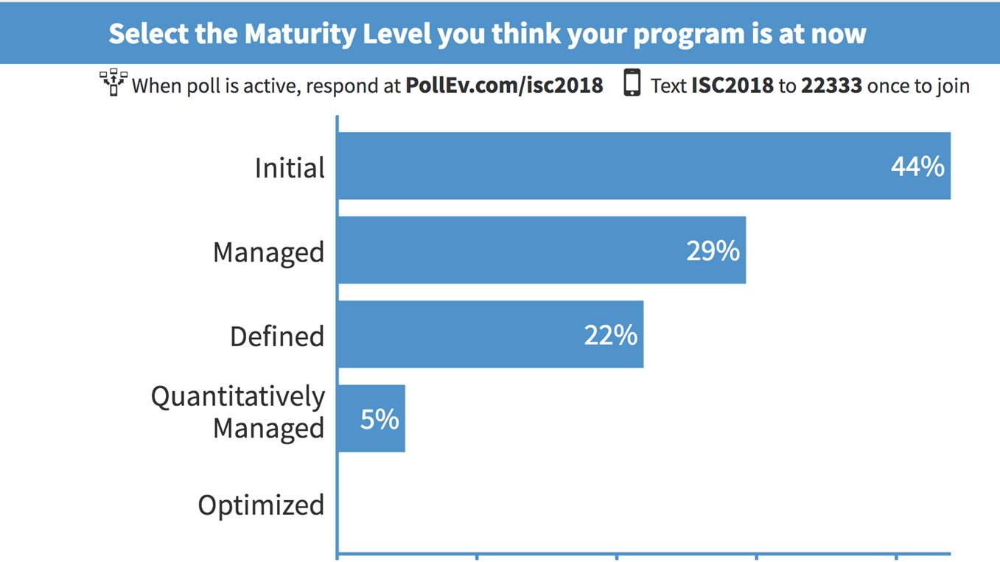 Select the Maturity Level you think your program is at now
When poll is active, respond at PollEv.com/isc2018 Text ISC2018 to 22333 once to join
Initial 44%
Managed 29%
Defined 22%
Quantitatively
Managed 5%
Optimized